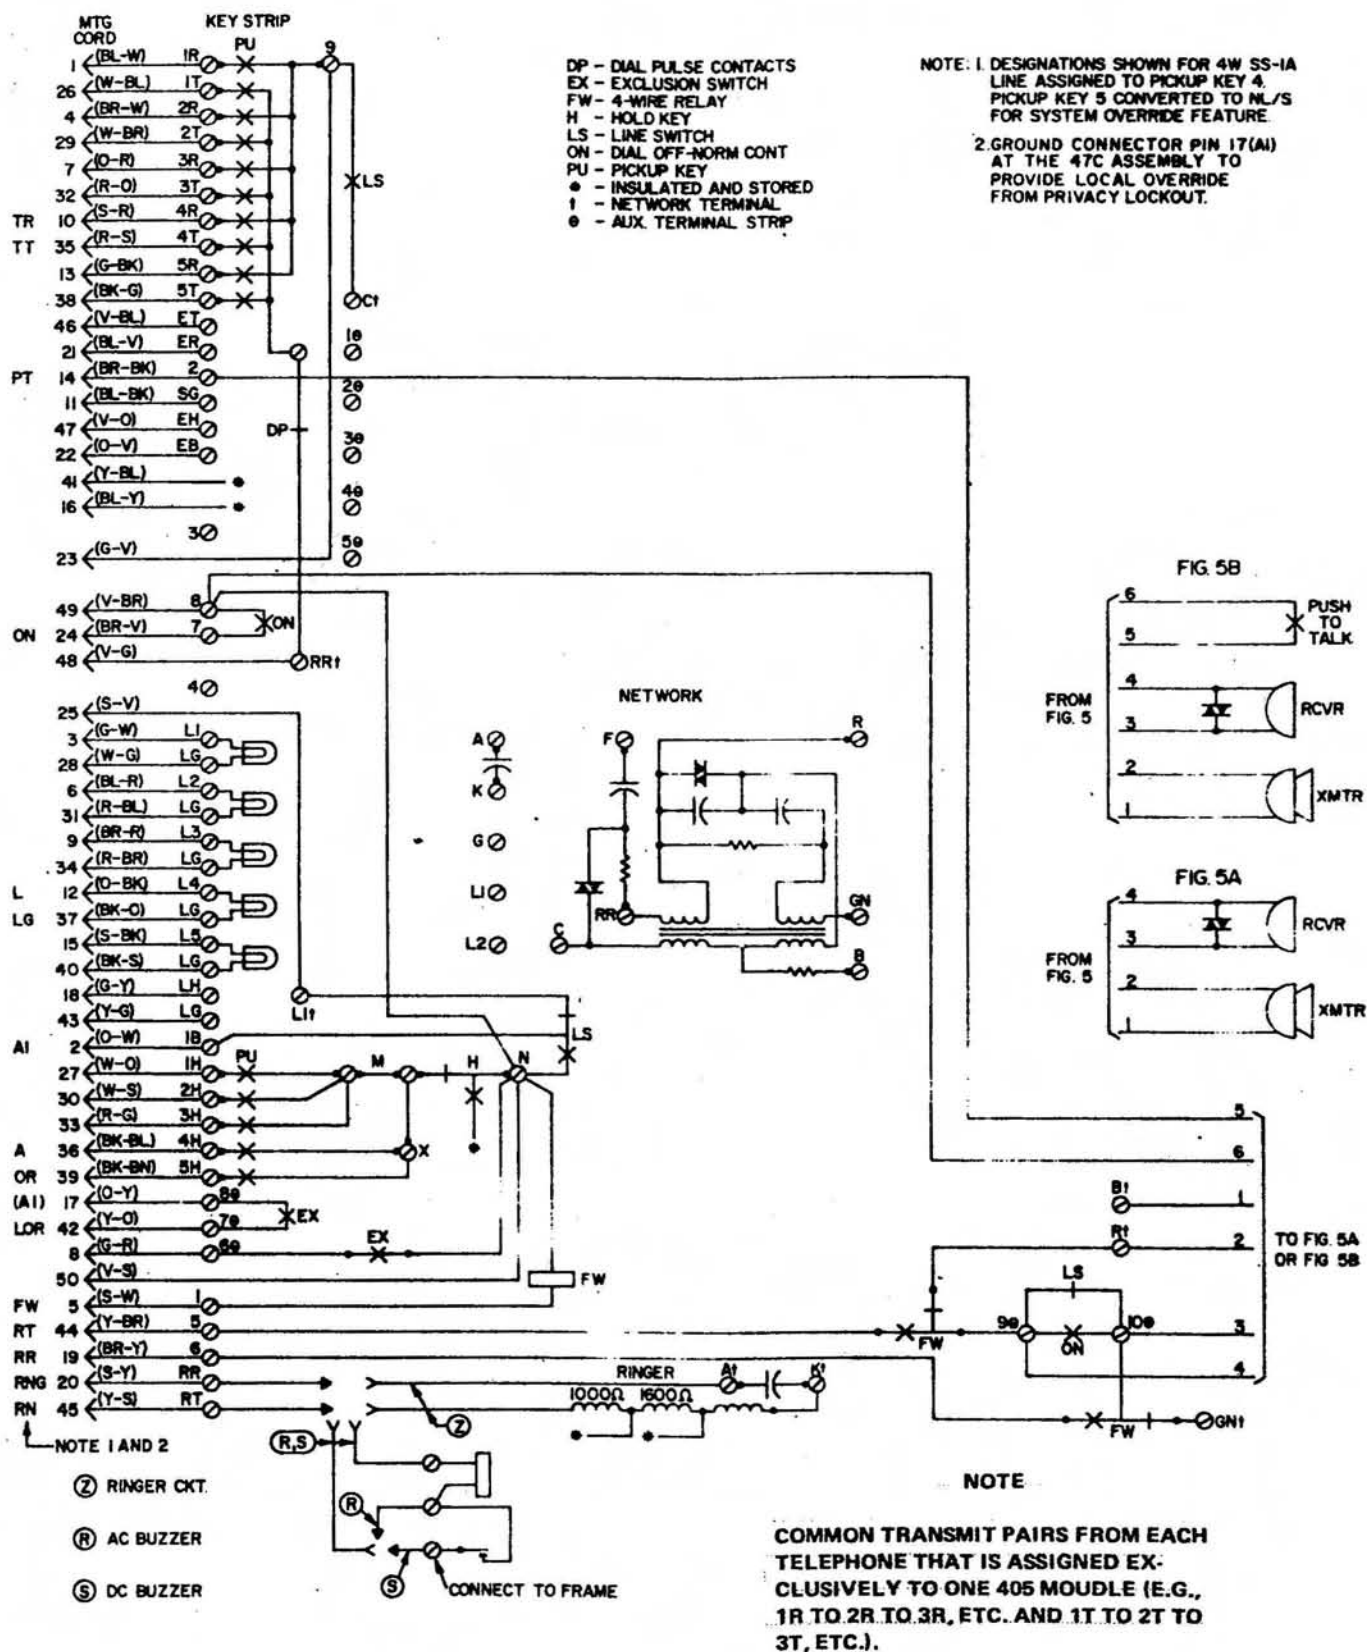 MTG CORD
KEY STRIP
PU
9
1 (BL-W) 1R
26 (W-BL) 1T
4 (BR-W) 2R
29 (W-BR) 2T
7 (O-R) 3R
32 (R-O) 3T
TR 10 (S-R) 4R
TT 35 (R-S) 4T
13 (G-BK) 5R
38 (BK-G) 5T
46 (V-BL) ET
21 (BL-V) ER
PT 14 (BR-BK) 2
11 (BL-BK) SG
47 (V-O) EH
22 (O-V) EB
41 (Y-BL)
16 (BL-Y)
3
23 (G-V)
49 (V-BR) 8
ON 24 (BR-V) 7
48 (V-G)
4
25 (S-V)
3 (G-W) L1
28 (W-G) LG
6 (BL-R) L2
31 (R-BL) LG
9 (BR-R) L3
34 (R-BR) LG
L 12 (O-BK) L4
LG 37 (BK-O) LG
15 (S-BK) L5
40 (BK-S) LG
18 (G-Y) LH
43 (Y-G) LG
A1 2 (O-W) 1B
27 (W-O) 1H
30 (W-S) 2H
33 (R-G) 3H
A 36 (BK-BL) 4H
OR 39 (BK-BN) 5H
(A1) 17 (O-Y) 8⊖
LOR 42 (Y-O) 7⊖
8 (G-R) 6⊖
50 (V-S)
FW 5 (S-W) 1
RT 44 (Y-BR) 5
RR 19 (BR-Y) 6
RNG 20 (S-Y) RR
RN 45 (Y-S) RT
NOTE 1 AND 2
LS
C†
1⊖
2⊖
3⊖
4⊖
5⊖
DP
ON
RR†
L1†
LS
PU
M
H
N
X
EX
EX
FW
DP - DIAL PULSE CONTACTS
EX - EXCLUSION SWITCH
FW - 4-WIRE RELAY
H - HOLD KEY
LS - LINE SWITCH
ON - DIAL OFF-NORM CONT
PU - PICKUP KEY
● - INSULATED AND STORED
† - NETWORK TERMINAL
⊖ - AUX. TERMINAL STRIP
NOTE: 1. DESIGNATIONS SHOWN FOR 4W SS-1A
LINE ASSIGNED TO PICKUP KEY 4.
PICKUP KEY 5 CONVERTED TO NL/S
FOR SYSTEM OVERRIDE FEATURE.
2. GROUND CONNECTOR PIN 17(A1)
AT THE 47C ASSEMBLY TO
PROVIDE LOCAL OVERRIDE
FROM PRIVACY LOCKOUT.
NETWORK
A
K
G
L1
L2
F
R
RR
C
GN
B
FIG. 5B
6
5
4
3
2
1
PUSH
TO
TALK
FROM
FIG. 5
RCVR
XMTR
FIG. 5A
4
3
2
1
FROM
FIG. 5
RCVR
XMTR
5
6
B† 1
R† 2
LS
9⊖ ON 10⊖ 3
4
FW
FW
GN†
TO FIG. 5A
OR FIG 5B
RINGER
1000Ω 1600Ω
A†
K†
Z
R,S
R
S
CONNECT TO FRAME
Z RINGER CKT.
R AC BUZZER
S DC BUZZER
NOTE
COMMON TRANSMIT PAIRS FROM EACH
TELEPHONE THAT IS ASSIGNED EX-
CLUSIVELY TO ONE 405 MOUDLE (E.G.,
1R TO 2R TO 3R, ETC. AND 1T TO 2T TO
3T, ETC.).